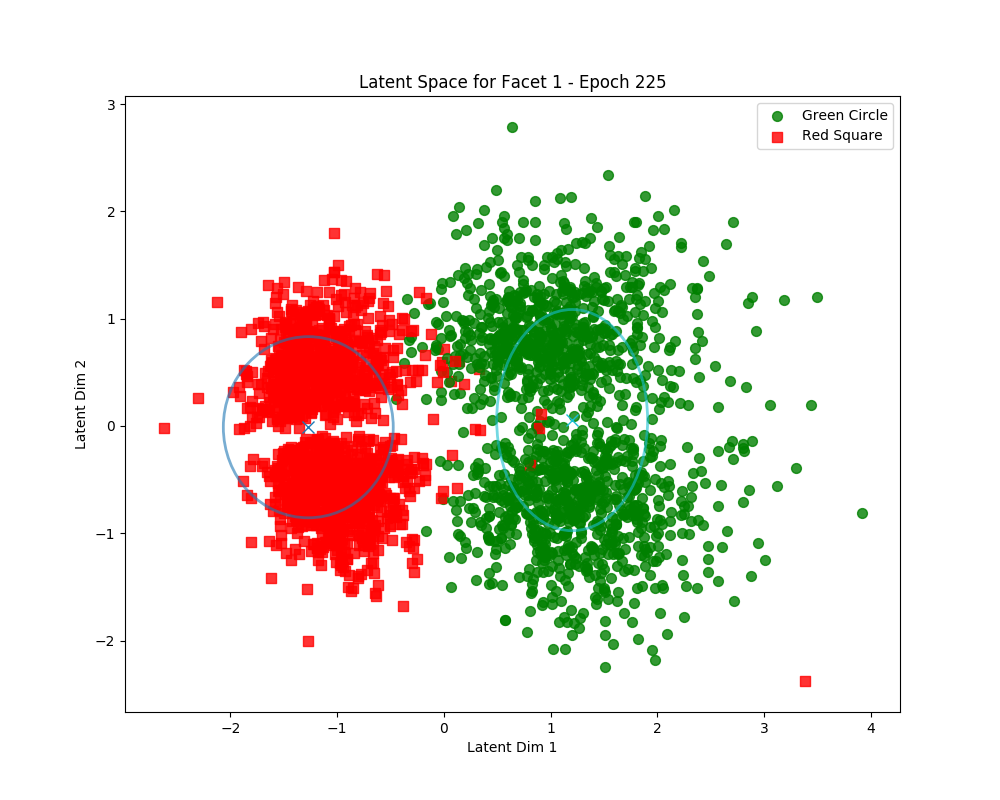 Latent Space for Facet 1 - Epoch 225
Green Circle
Red Square
3
2
1
0
−1
−2
Latent Dim 2
−2 −1 0 1 2 3 4
Latent Dim 1